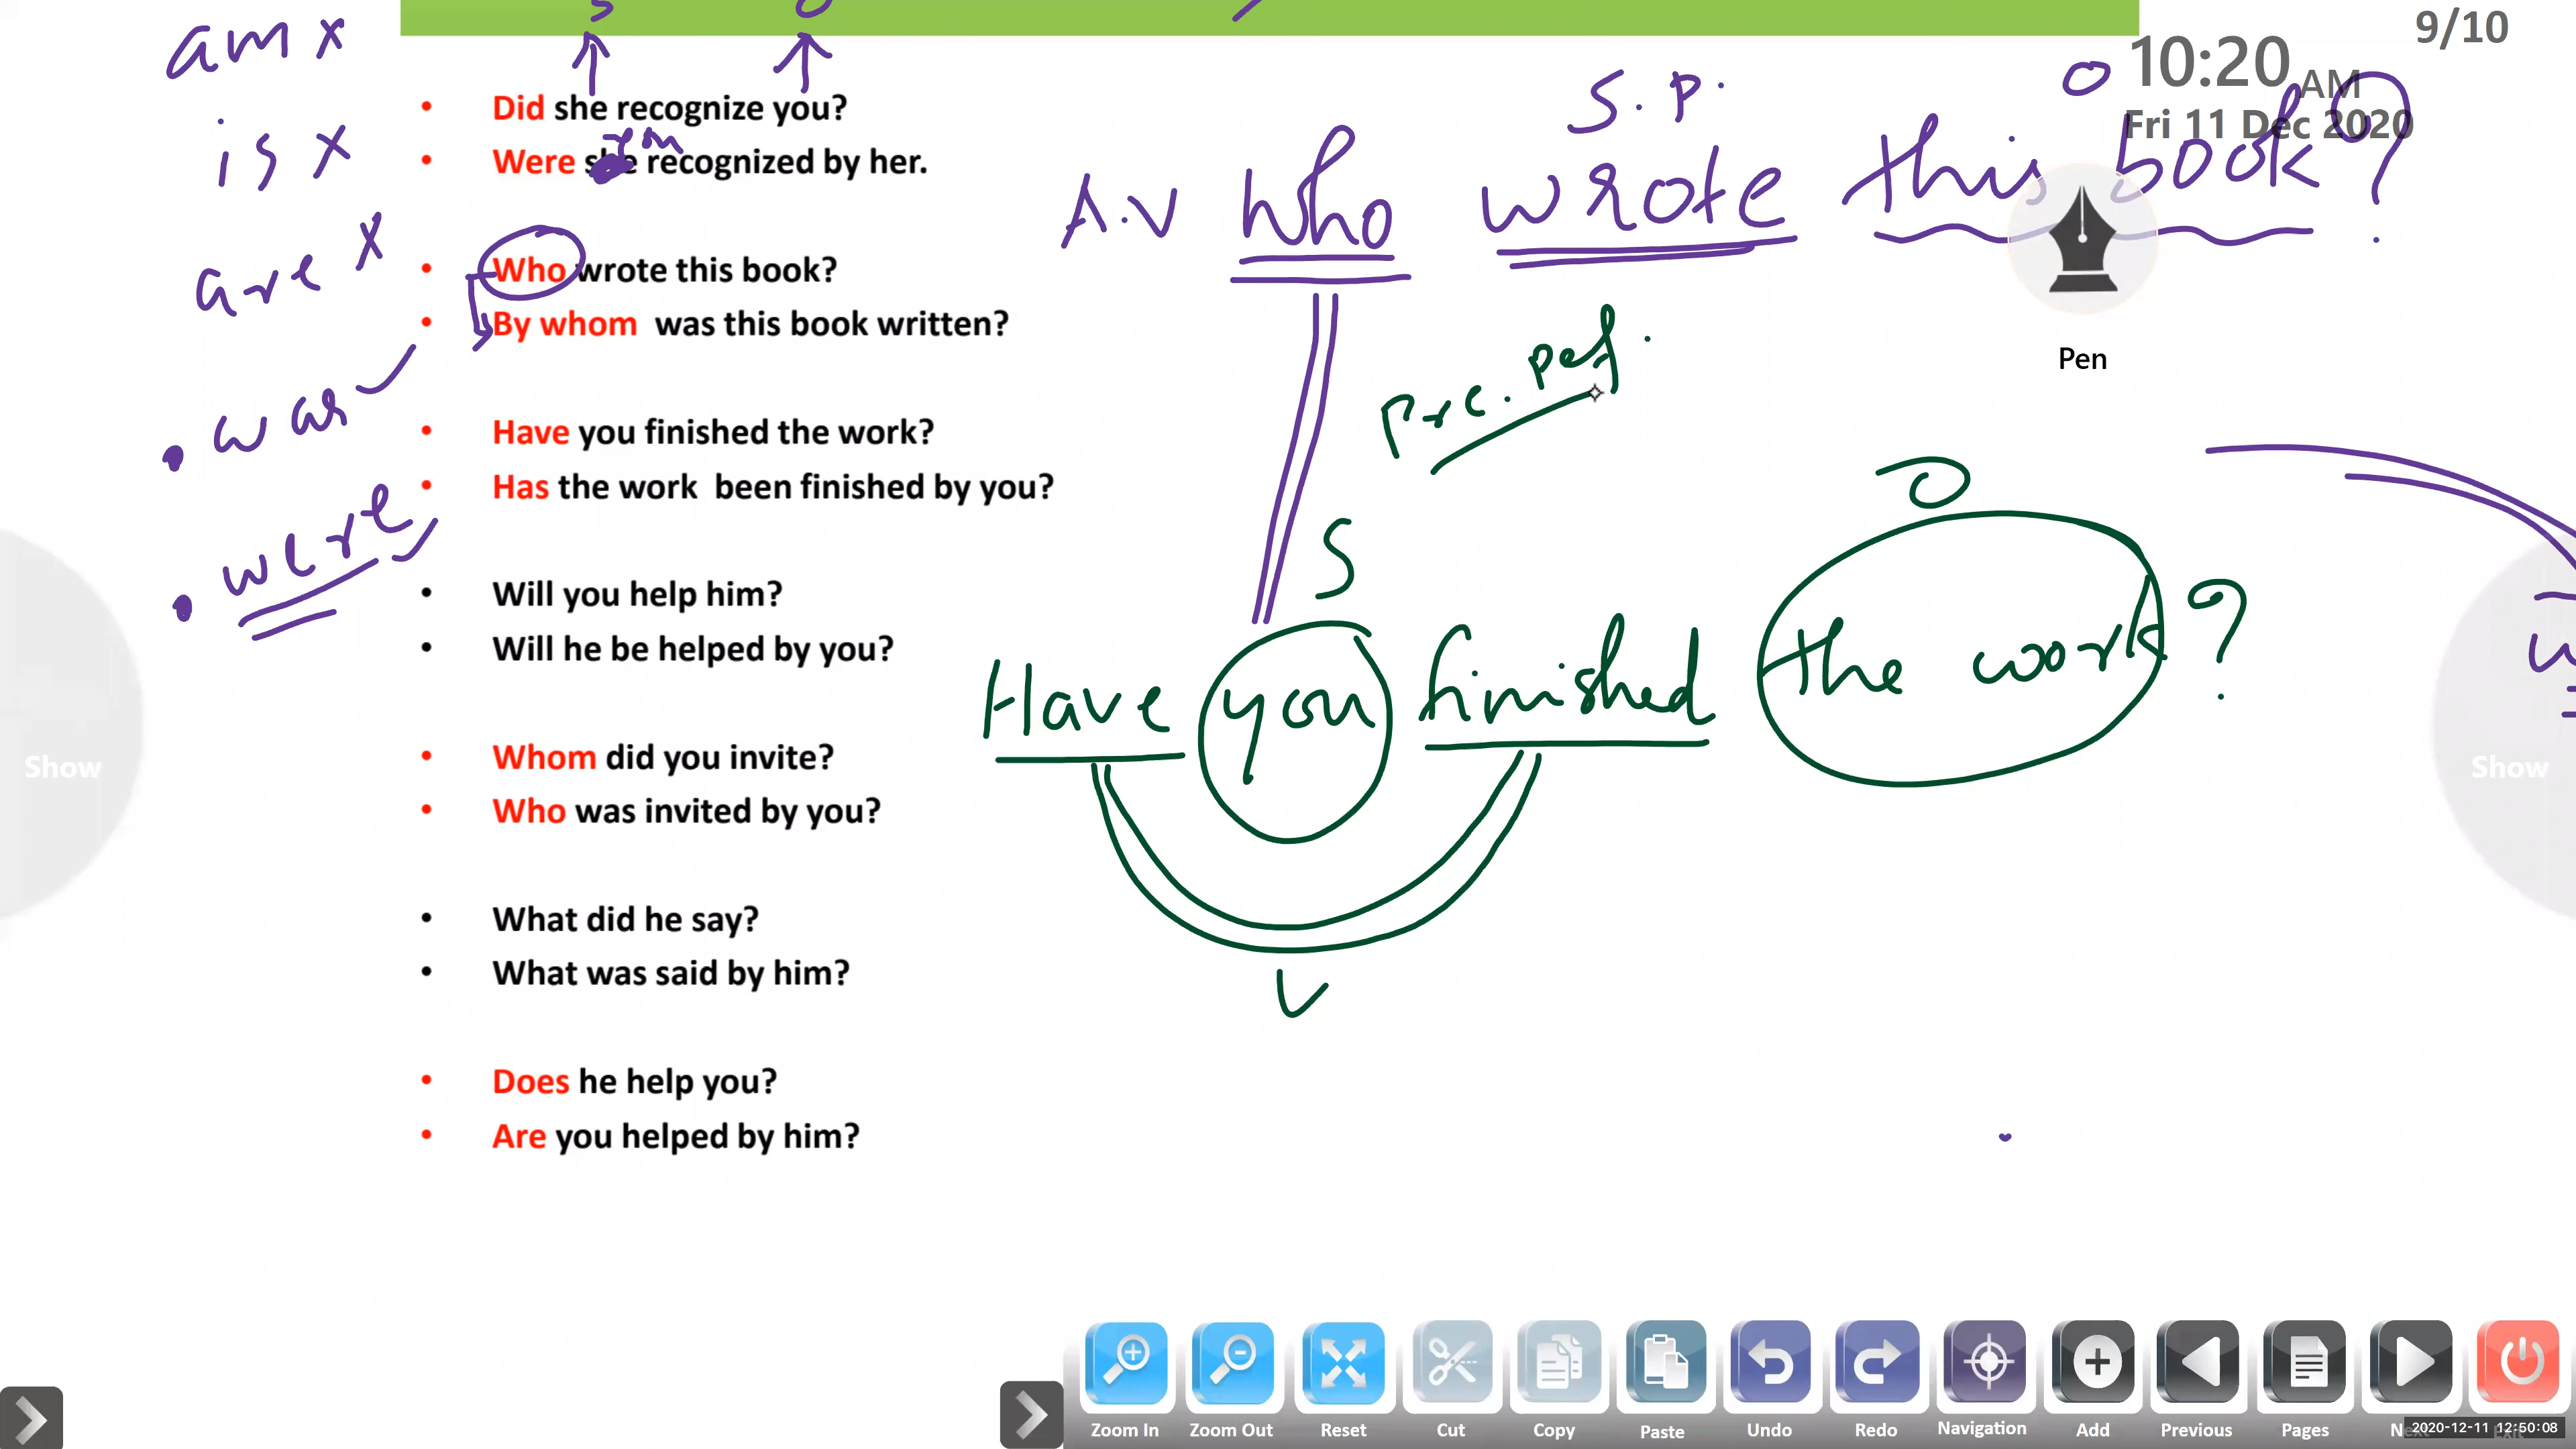 am x
is x
are x
was
were
S O
Did she recognize you?
you
Were she recognized by her.
Who wrote this book?
By whom was this book written?
Have you finished the work?
Has the work been finished by you?
Will you help him?
Will he be helped by you?
Whom did you invite?
Who was invited by you?
What did he say?
What was said by him?
Does he help you?
Are you helped by him?
9/10
10:20 AM
Fri 11 Dec 2020
S.P. O
A.V Who wrote this book?
Pen
Pre. Perf.
S O
Have you finished the work?
V
Show
Show
Zoom In Zoom Out Reset Cut Copy Paste Undo Redo Navigation Add Previous Pages
2020-12-11 12:50:08